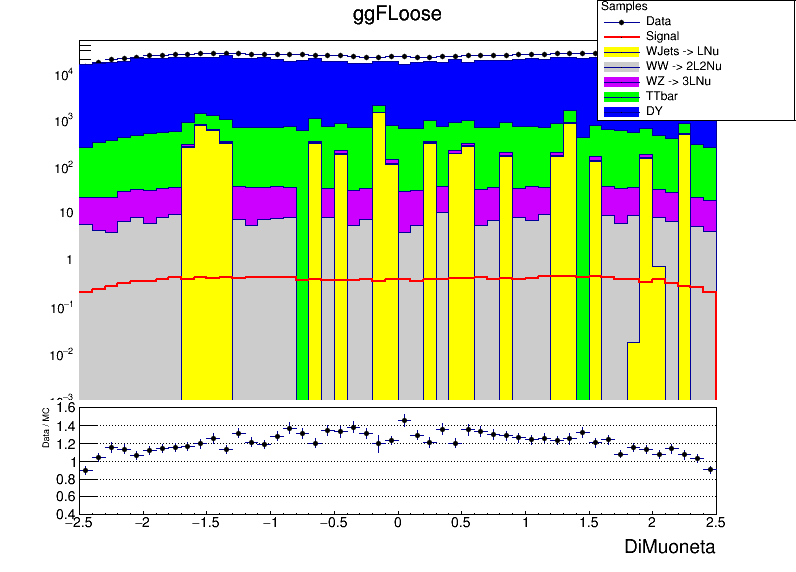 ggFLoose
Samples
Data
Signal
WJets -> LNu
WW -> 2L2Nu
WZ -> 3LNu
TTbar
DY
10^4
10^3
10^2
10
1
10^-1
10^-2
10^-3
Data / MC
1.6
1.4
1.2
1
0.8
0.6
0.4
−2.5 −2 −1.5 −1 −0.5 0 0.5 1 1.5 2 2.5
DiMuoneta